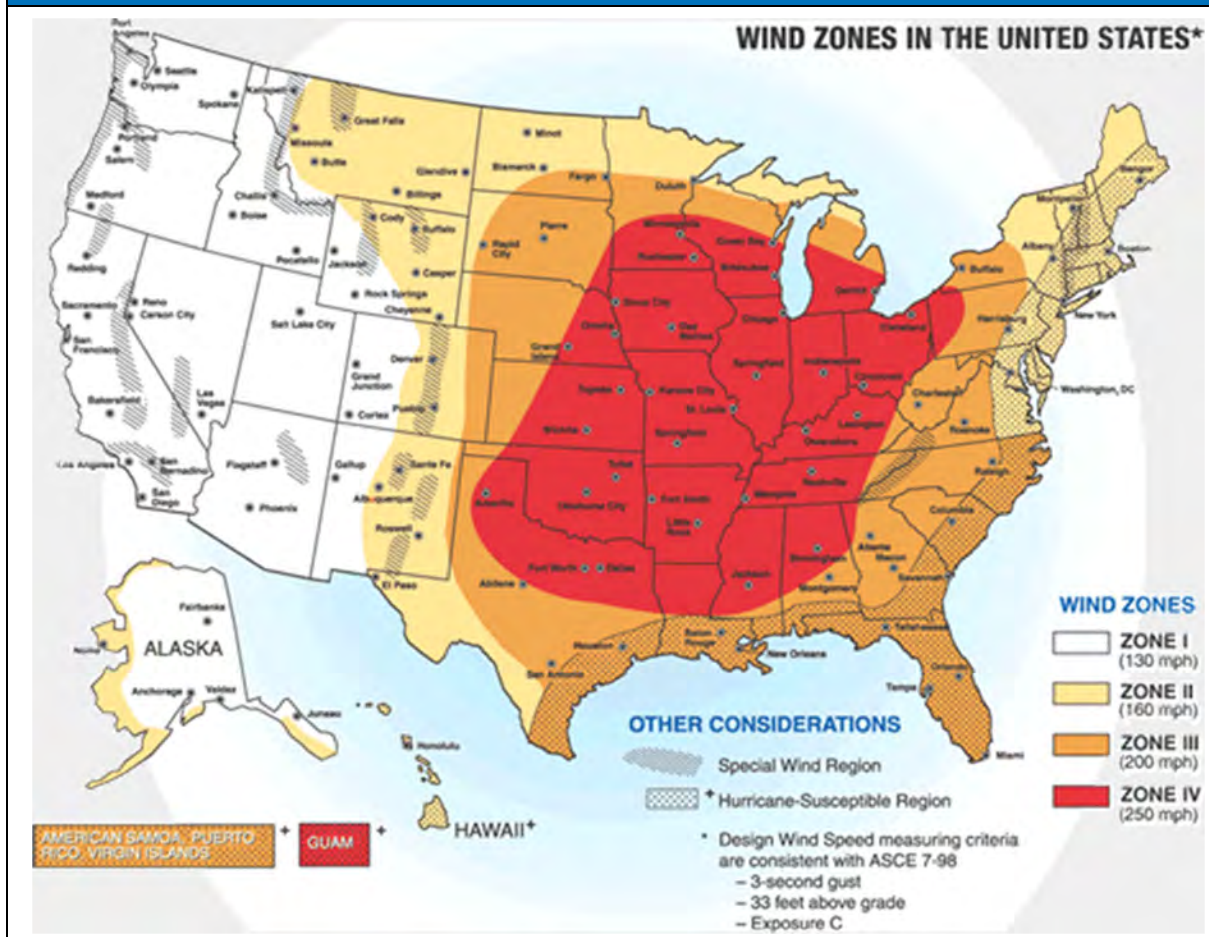 WIND ZONES IN THE UNITED STATES*
Port
Angeles
Seattle
Olympia
Spokane
Kalispell
Great Falls
Minot
Portland
Missoula
Salem
Butte
Glendive
Bismarck
Fargo
Duluth
Bangor
Medford
Challis
Billings
Montpelier
Boise
Cody
Buffalo
Pierre
Minneapolis
Green Bay
Albany
Boston
Redding
Pocatello
Jackson
Rapid
City
Rochester
Milwaukee
Buffalo
Casper
Detroit
Sacramento
Reno
Carson City
Rock Springs
Cheyenne
Sioux City
San
Francisco
Salt Lake City
Omaha
Des
Moines
Chicago
Cleveland
Harrisburg
New York
Grand
Island
Denver
Grand
Junction
Springfield
Indianapolis
Cincinnati
Washington, DC
Bakersfield
Las
Vegas
Cortez
Pueblo
Topeka
Kansas City
St. Louis
Charleston
Lexington
Roanoke
Wichita
Springfield
Owensboro
Los Angeles
San
Bernadino
Flagstaff
Gallup
Santa Fe
Tulsa
Nashville
Raleigh
San
Diego
Phoenix
Albuquerque
Amarillo
Oklahoma City
Fort Smith
Memphis
Roswell
Little
Rock
Columbia
Atlanta
Macon
Birmingham
El Paso
Abilene
Fort Worth
Dallas
Jackson
Montgomery
Savannah
Fairbanks
ALASKA
Nome
Anchorage
Valdez
Juneau
Houston
San Antonio
Baton
Rouge
New Orleans
Tallahassee
Orlando
Tampa
Miami
Honolulu
HAWAII+
AMERICAN SAMOA, PUERTO
RICO, VIRGIN ISLANDS
+
GUAM
+
OTHER CONSIDERATIONS
Special Wind Region
+ Hurricane-Susceptible Region
* Design Wind Speed measuring criteria
are consistent with ASCE 7-98
– 3-second gust
– 33 feet above grade
– Exposure C
WIND ZONES
ZONE I
(130 mph)
ZONE II
(160 mph)
ZONE III
(200 mph)
ZONE IV
(250 mph)